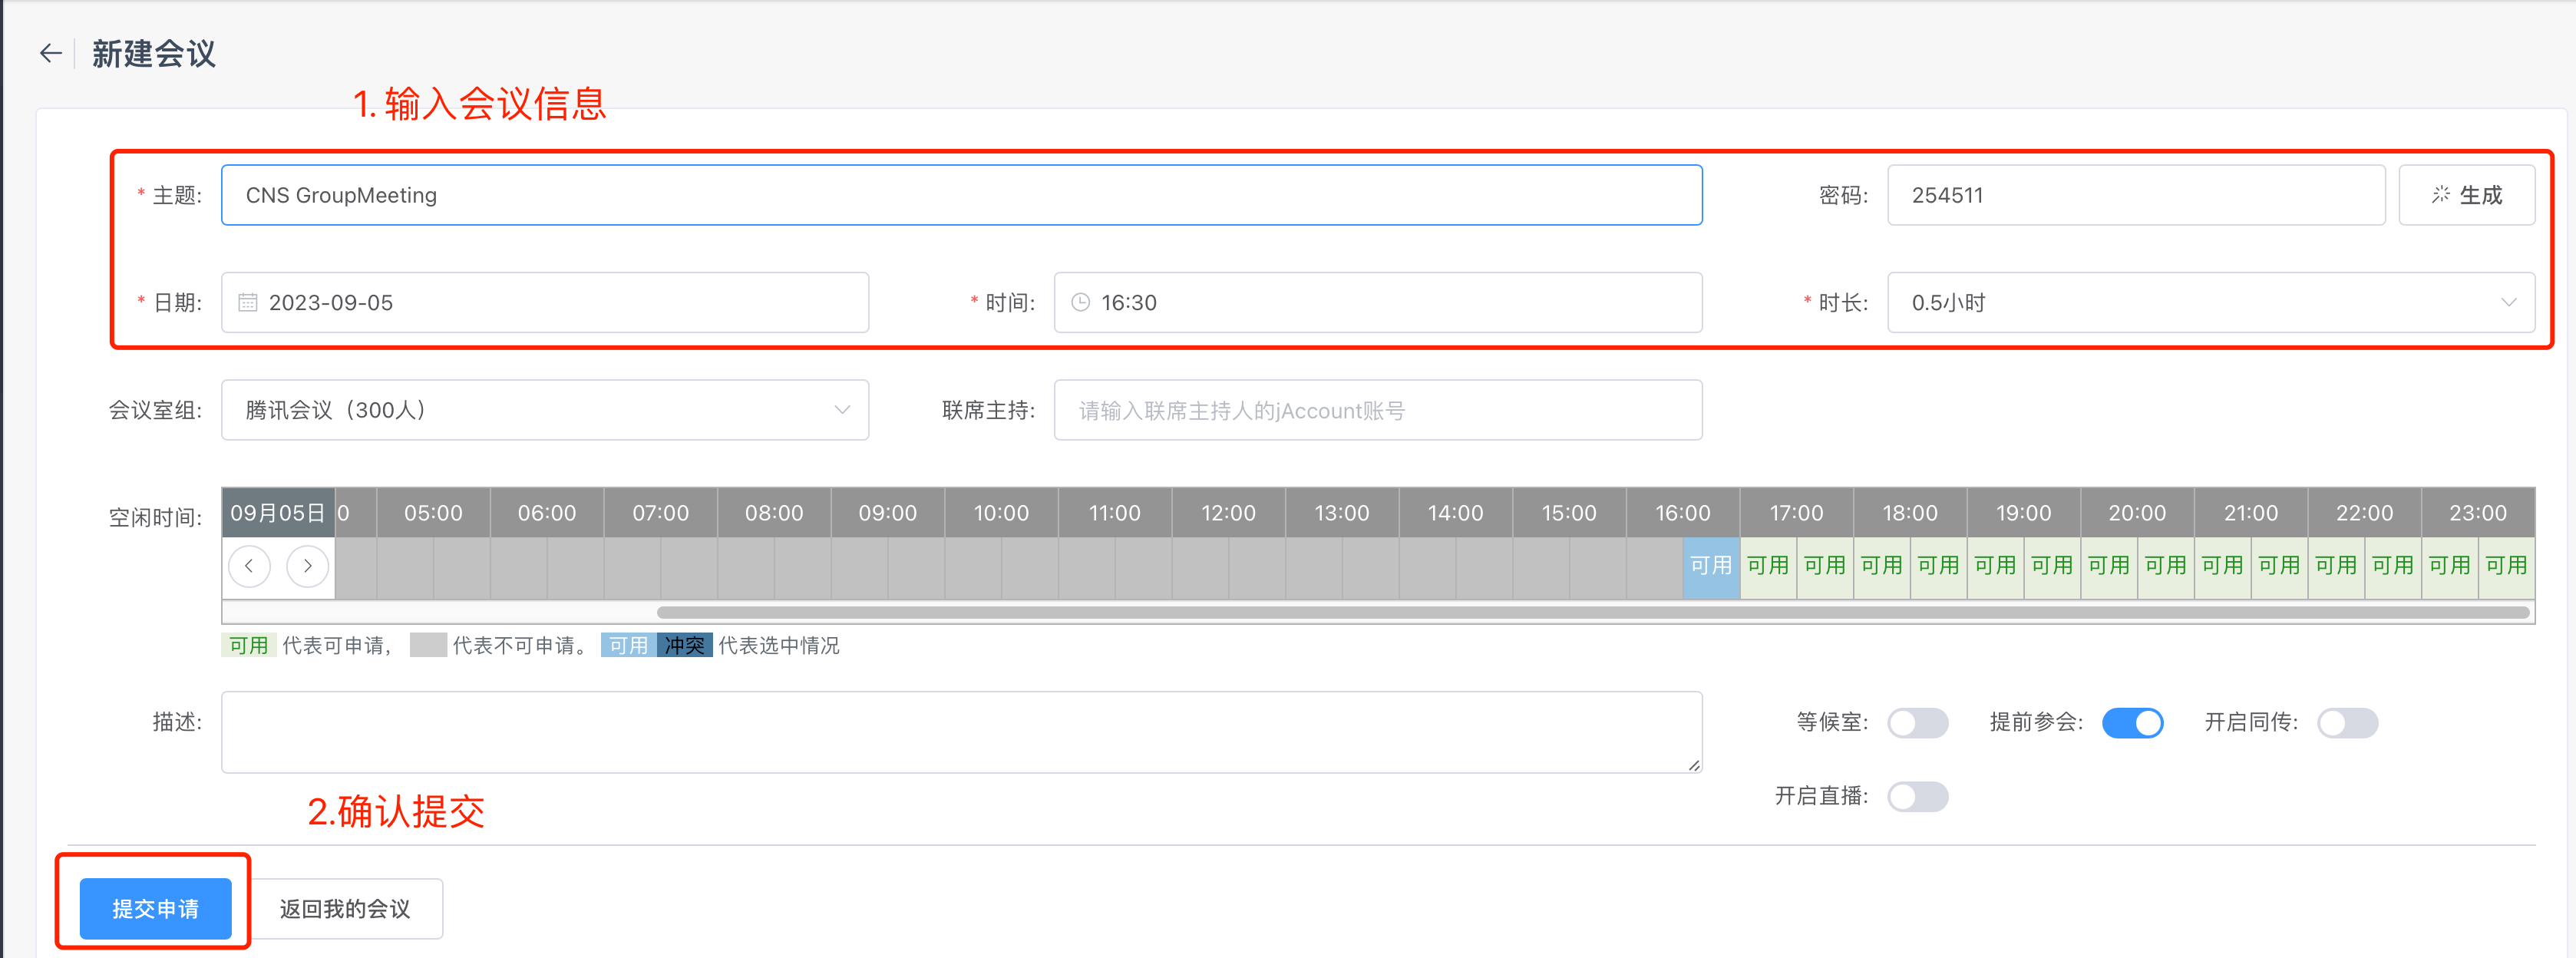 新建会议
1. 输入会议信息
* 主题: CNS GroupMeeting 密码: 254511 生成
* 日期: 2023-09-05 * 时间: 16:30 * 时长: 0.5小时
会议室组: 腾讯会议（300人） 联席主持: 请输入联席主持人的jAccount账号
空闲时间: 09月05日 0 05:00 06:00 07:00 08:00 09:00 10:00 11:00 12:00 13:00 14:00 15:00 16:00 17:00 18:00 19:00 20:00 21:00 22:00 23:00
可用 可用 可用 可用 可用 可用 可用 可用 可用 可用 可用 可用 可用 可用 可用
可用 代表可申请， 代表不可申请。 可用 冲突 代表选中情况
描述: 等候室: 提前参会: 开启同传:
开启直播:
2.确认提交
提交申请 返回我的会议